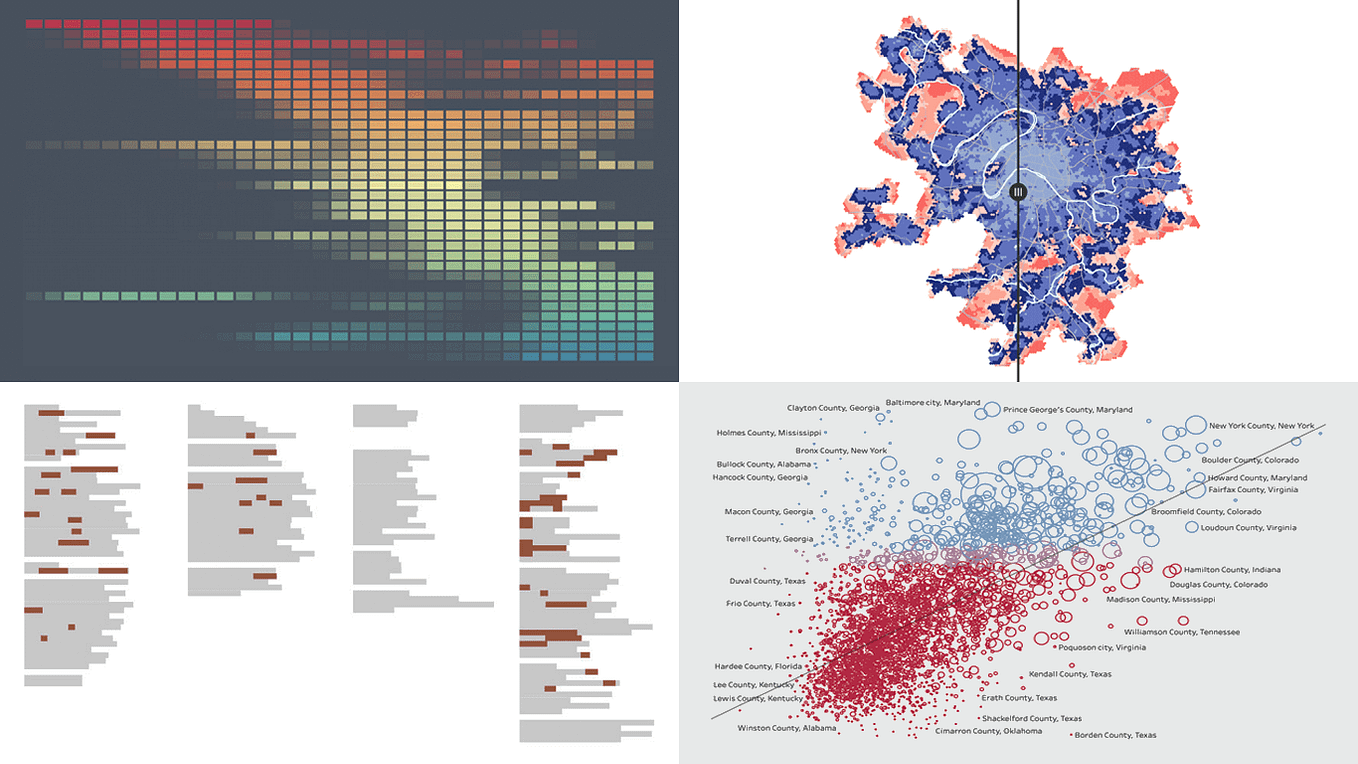 Baltimore city, Maryland
Clayton County, Georgia
Prince George's County, Maryland
New York County, New York
Holmes County, Mississippi
Bronx County, New York
Boulder County, Colorado
Bullock County, Alabama
Hancock County, Georgia
Howard County, Maryland
Fairfax County, Virginia
Macon County, Georgia
Broomfield County, Colorado
Loudoun County, Virginia
Terrell County, Georgia
Hamilton County, Indiana
Duval County, Texas
Douglas County, Colorado
Frio County, Texas
Madison County, Mississippi
Williamson County, Tennessee
Poquoson city, Virginia
Hardee County, Florida
Kendall County, Texas
Lee County, Kentucky
Lewis County, Kentucky
Erath County, Texas
Shackelford County, Texas
Winston County, Alabama
Cimarron County, Oklahoma
Borden County, Texas